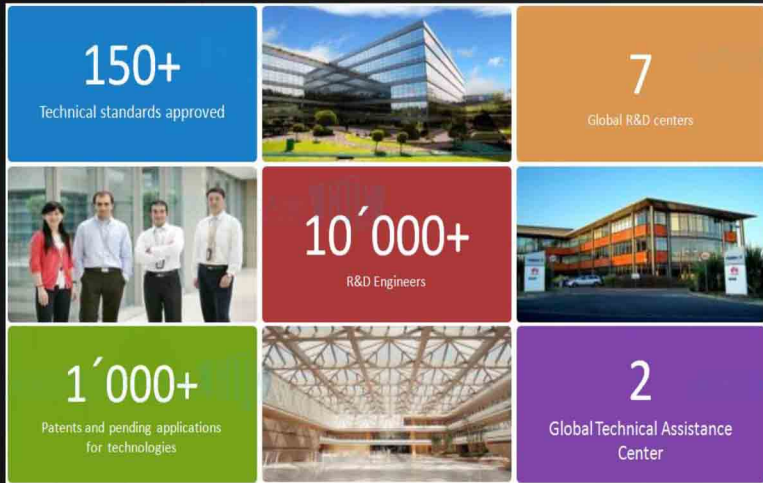 150+
Technical standards approved
7
Global R&D centers
10´000+
R&D Engineers
1´000+
Patents and pending applications
for technologies
2
Global Technical Assistance
Center